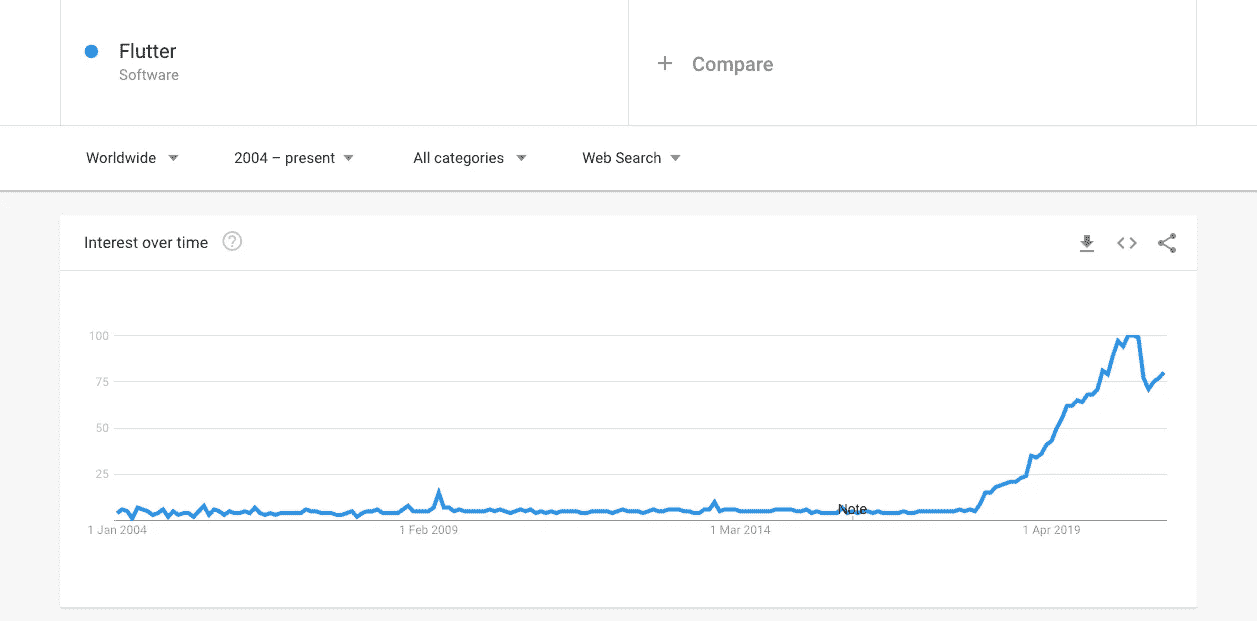 Flutter
Software
+ Compare
Worldwide
2004 – present
All categories
Web Search
Interest over time ?
100
75
50
25
Note
1 Jan 2004
1 Feb 2009
1 Mar 2014
1 Apr 2019